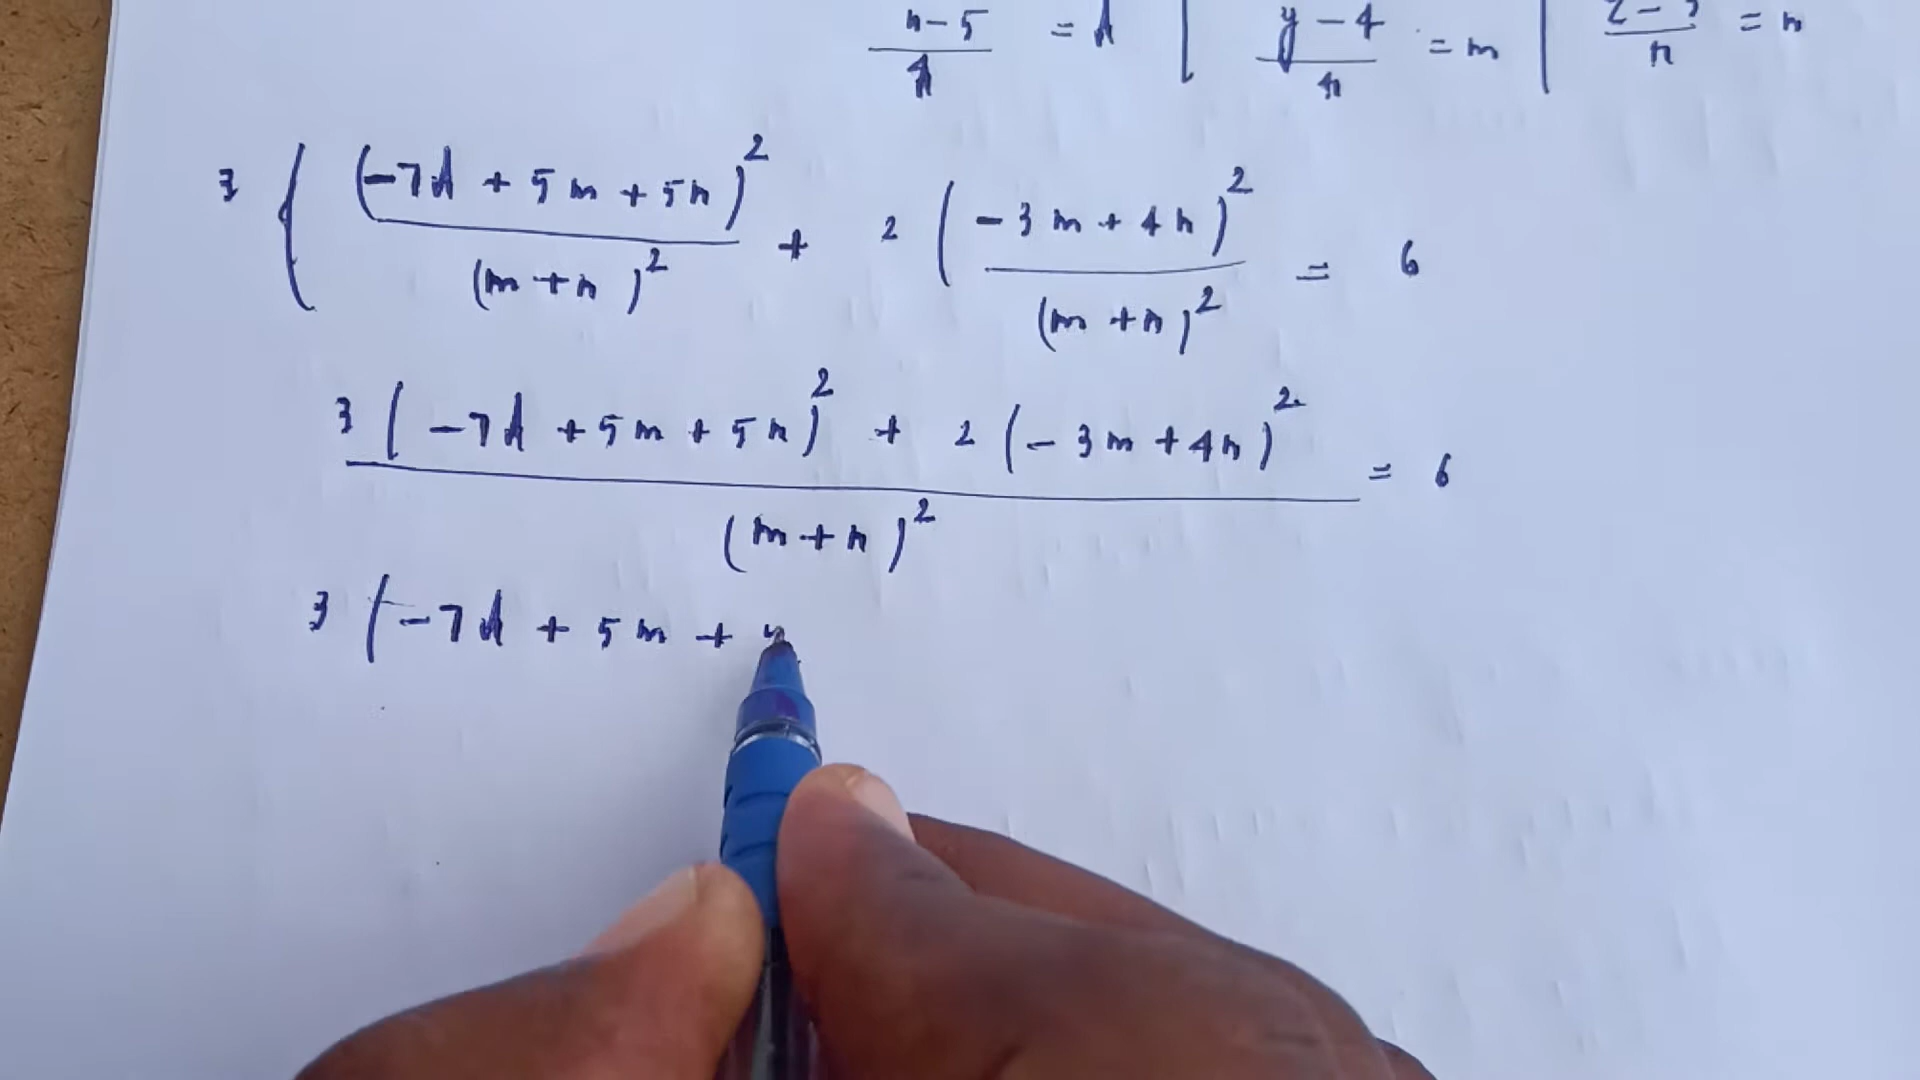 n-5/λ = λ | y-4/n = m | z-7/n = n
3 { (-7λ + 5m + 5n)²/(m+n)² + 2 (-3m + 4n)²/(m+n)² = 6
3 (-7λ + 5m + 5n)² + 2 (-3m + 4n)² / (m+n)² = 6
3 (-7λ + 5m +